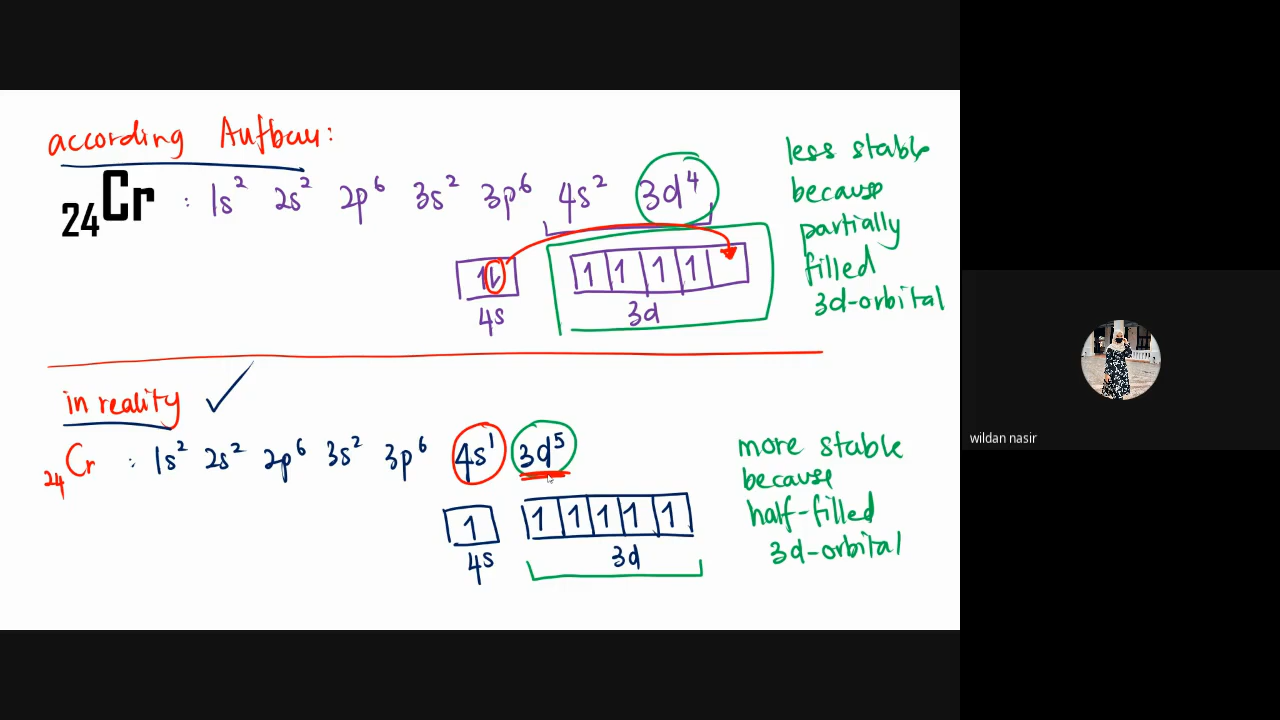 according Aufbau:
24Cr : 1s² 2s² 2p⁶ 3s² 3p⁶ 4s² 3d⁴
1 1 1 1 1
4s 3d
less stable
because
partially
filled
3d-orbital
in reality ✓
24Cr : 1s² 2s² 2p⁶ 3s² 3p⁶ 4s¹ 3d⁵
1 1 1 1 1 1
4s 3d
more stable
because
half-filled
3d-orbital
wildan nasir